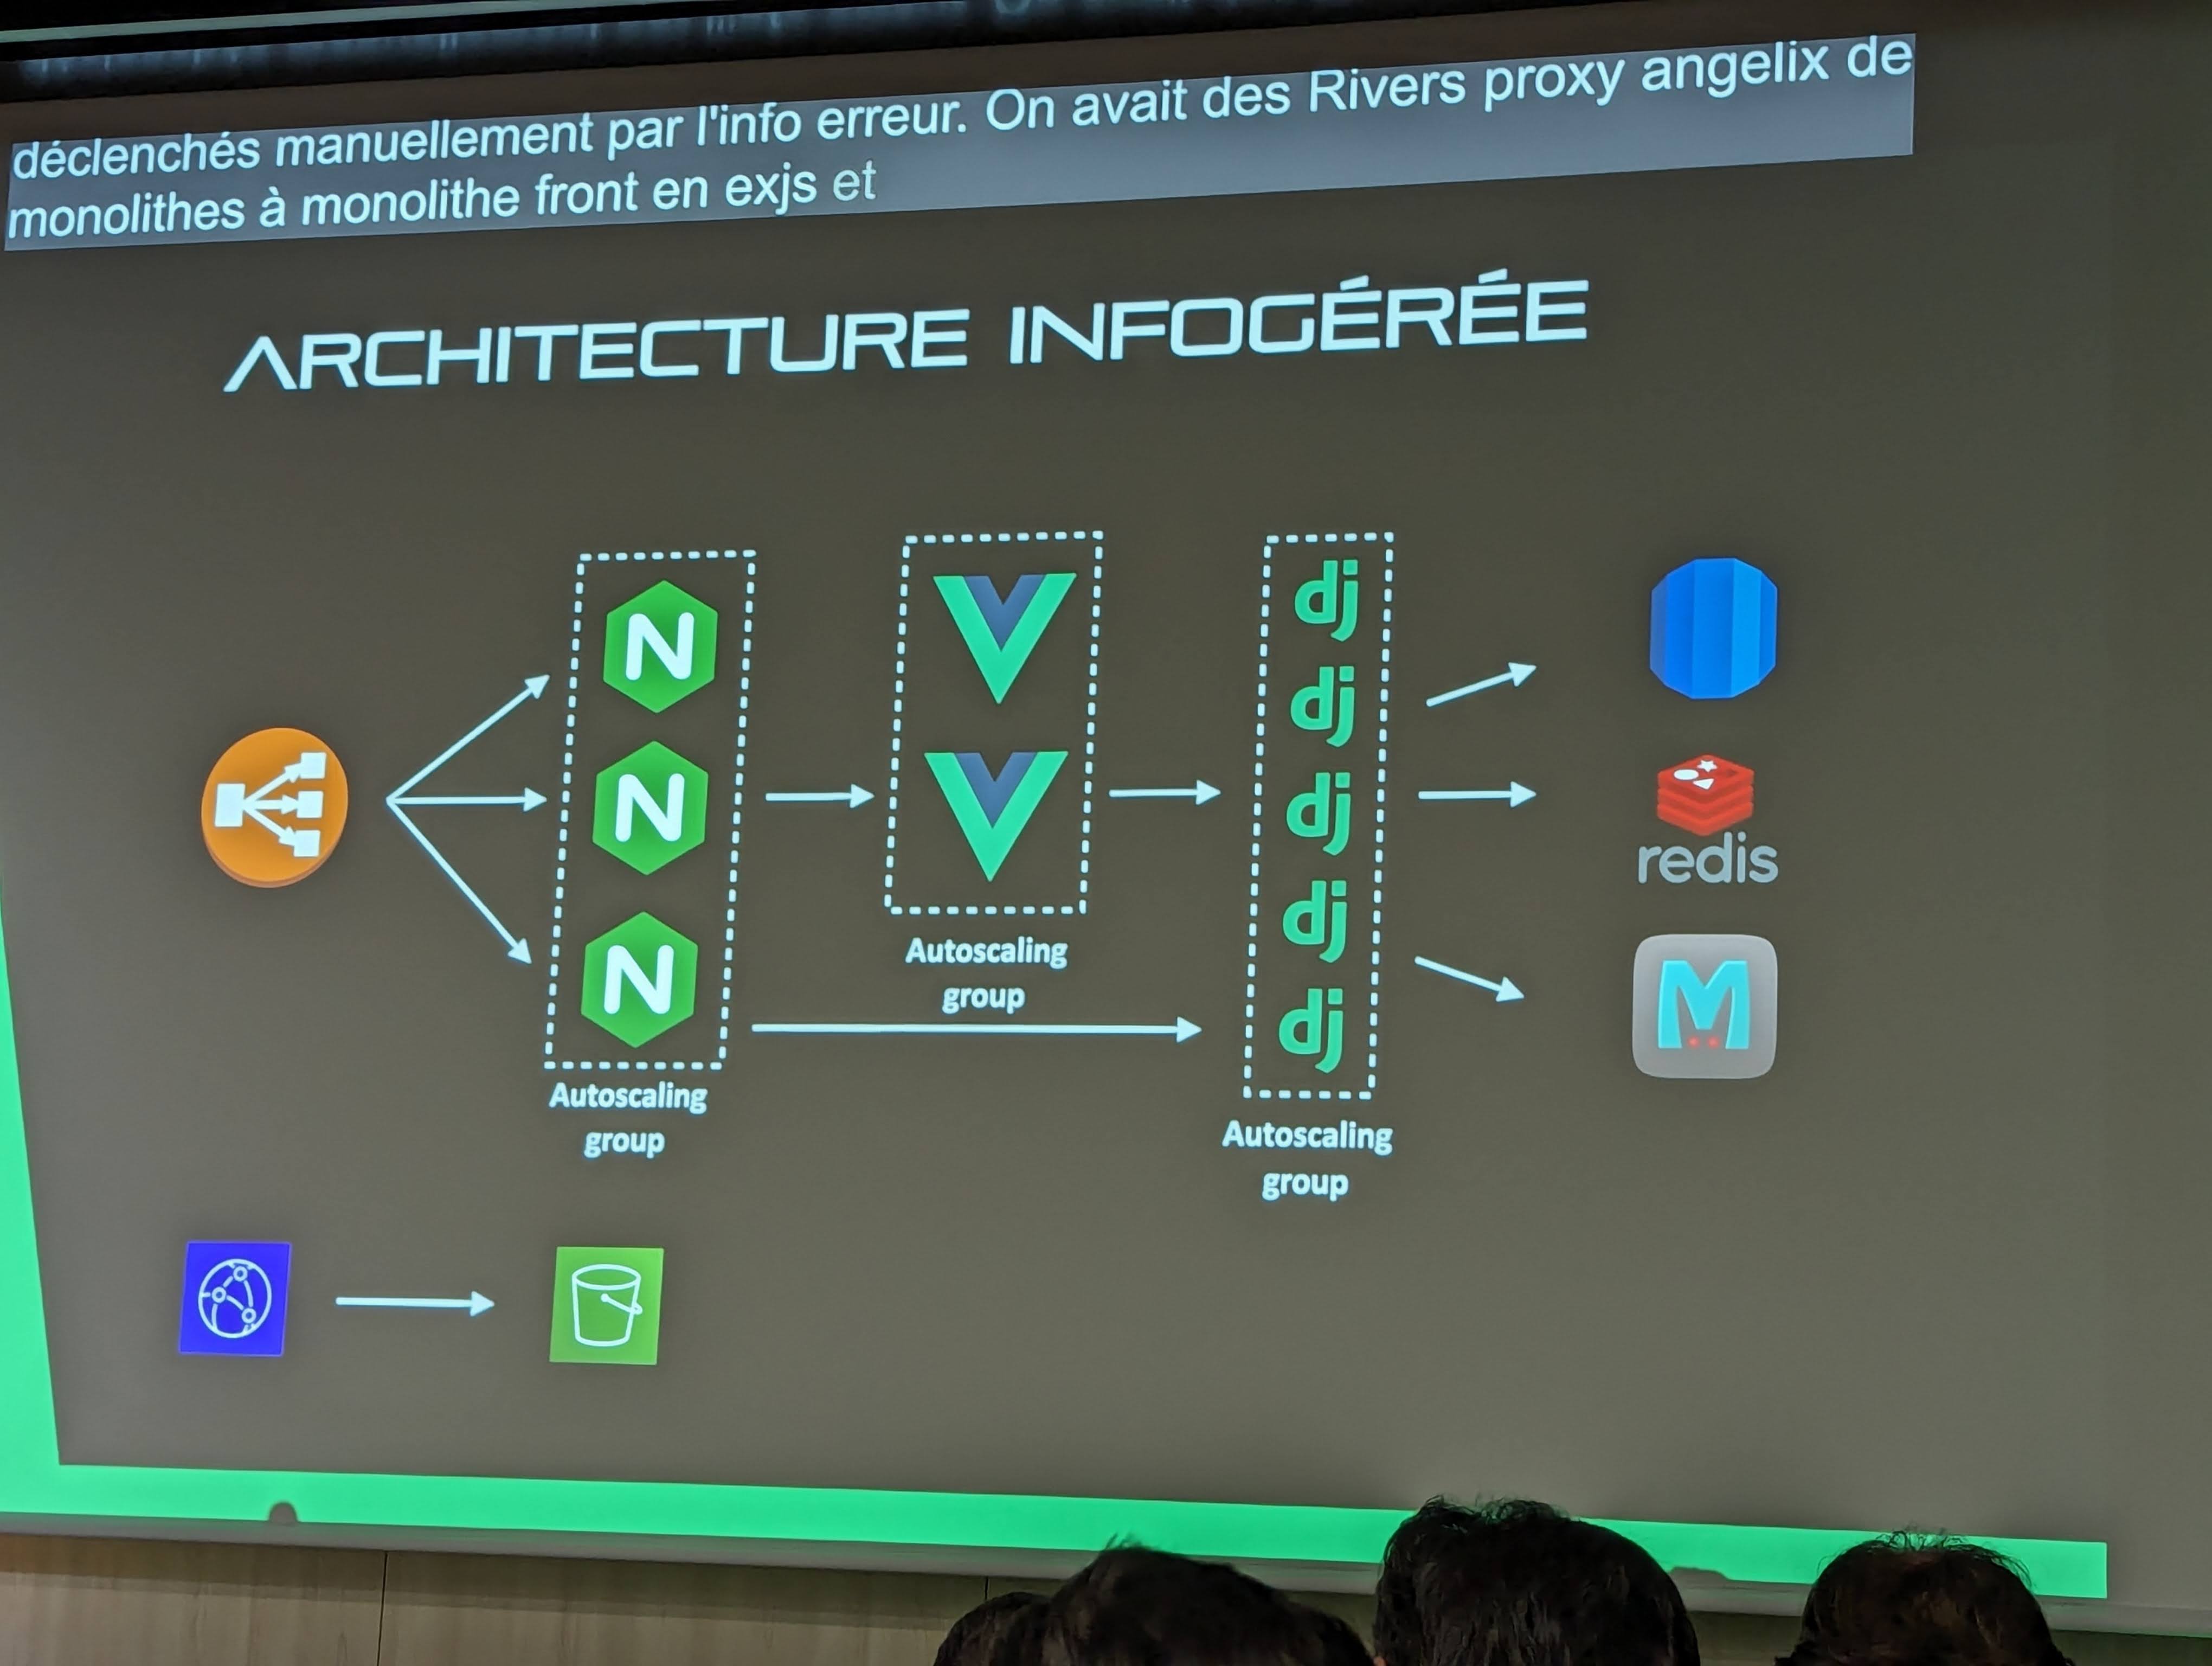 déclenchés manuellement par l'info erreur. On avait des Rivers proxy angelix de
monolithes à monolithe front en exjs et
ARCHITECTURE INFOGÉRÉE
N
N
N
Autoscaling
group
Autoscaling
group
dj
dj
dj
dj
dj
Autoscaling
group
redis
M